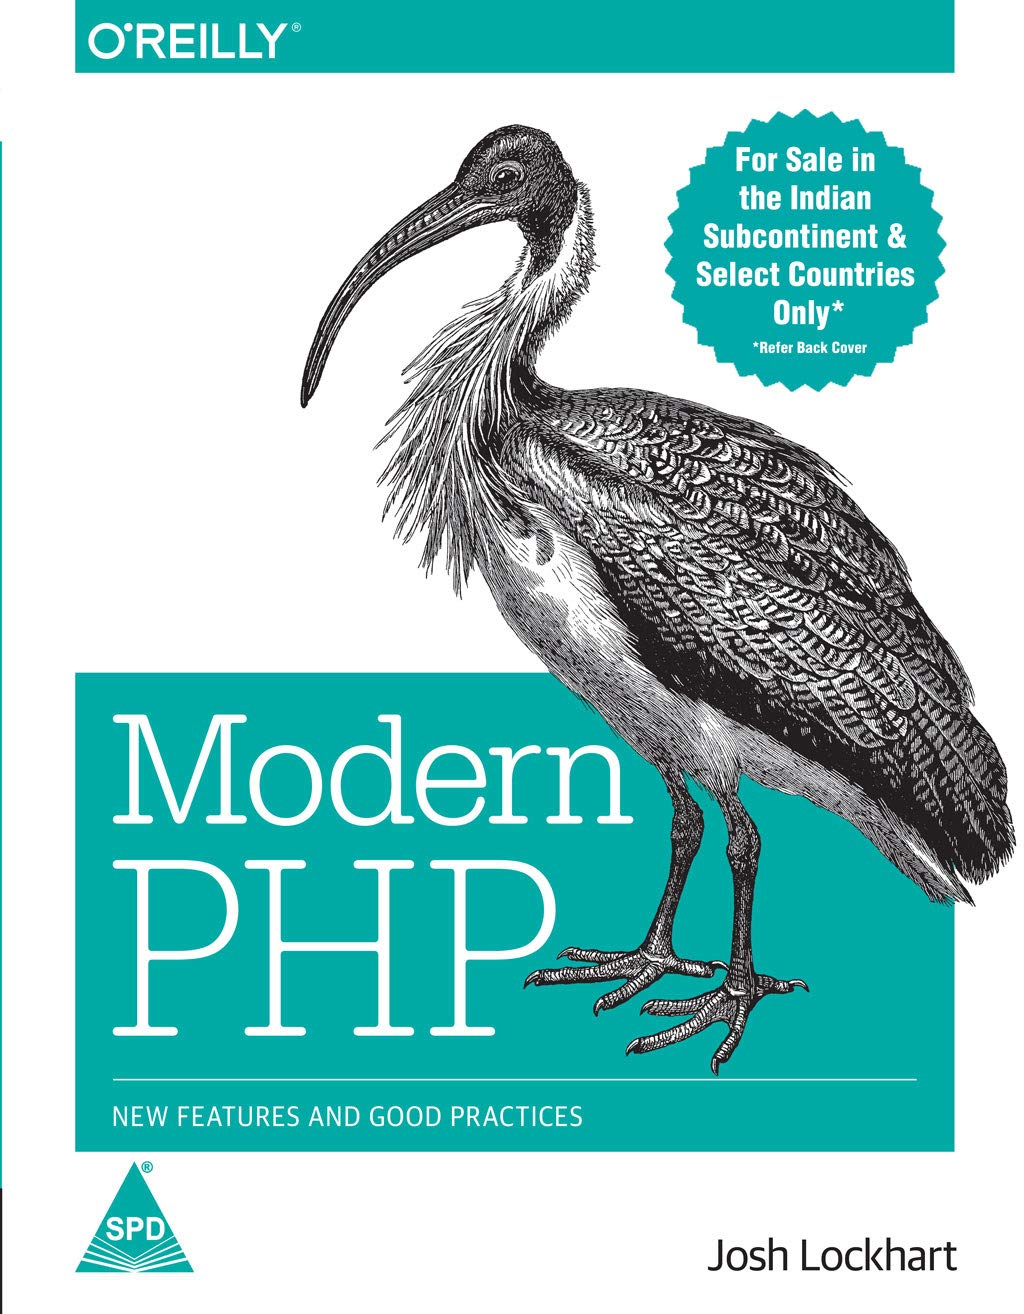 O'REILLY®
For Sale in
the Indian
Subcontinent &
Select Countries
Only*
*Refer Back Cover
Modern
PHP
NEW FEATURES AND GOOD PRACTICES
®
SPD
Josh Lockhart